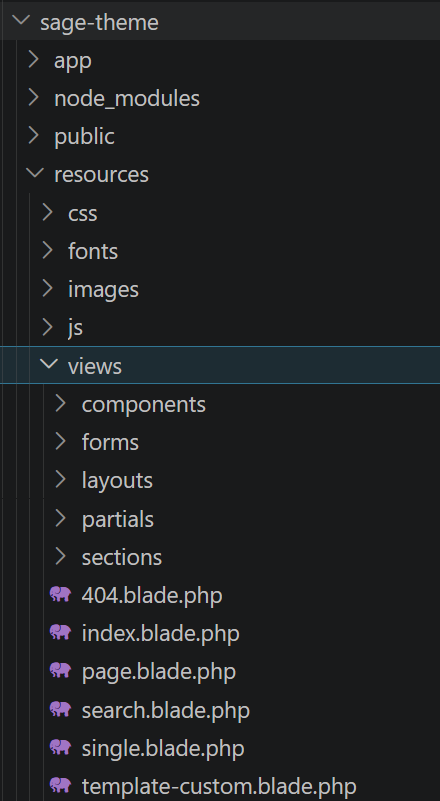 sage-theme
app
node_modules
public
resources
css
fonts
images
js
views
components
forms
layouts
partials
sections
404.blade.php
index.blade.php
page.blade.php
search.blade.php
single.blade.php
template-custom.blade.php